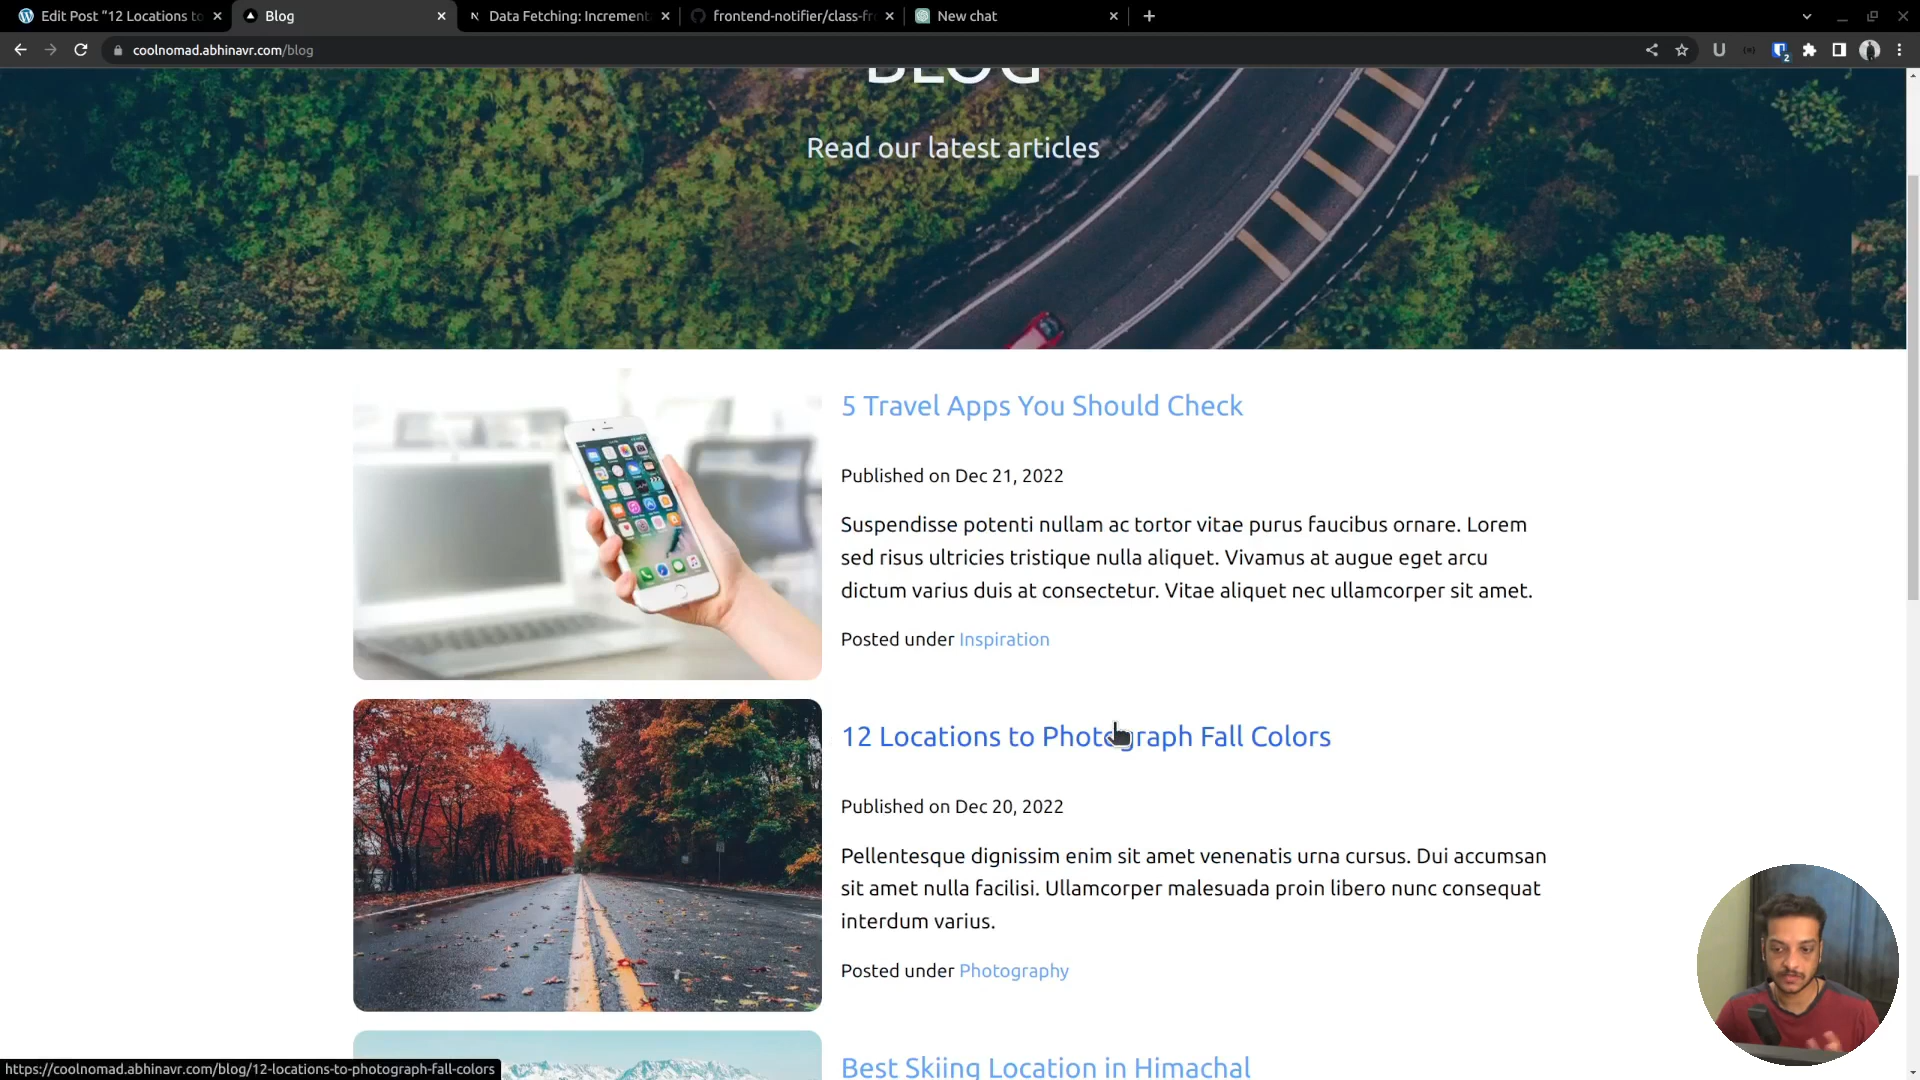 Edit Post “12 Locations to
Blog
Data Fetching: Increment
frontend-notifier/class-fr
New chat
coolnomad.abhinavr.com/blog
BLOG
Read our latest articles
5 Travel Apps You Should Check
Published on Dec 21, 2022
Suspendisse potenti nullam ac tortor vitae purus faucibus ornare. Lorem
sed risus ultricies tristique nulla aliquet. Vivamus at augue eget arcu
dictum varius duis at consectetur. Vitae aliquet nec ullamcorper sit amet.
Posted under Inspiration
12 Locations to Photograph Fall Colors
Published on Dec 20, 2022
Pellentesque dignissim enim sit amet venenatis urna cursus. Dui accumsan
sit amet nulla facilisi. Ullamcorper malesuada proin libero nunc consequat
interdum varius.
Posted under Photography
Best Skiing Location in Himachal
https://coolnomad.abhinavr.com/blog/12-locations-to-photograph-fall-colors